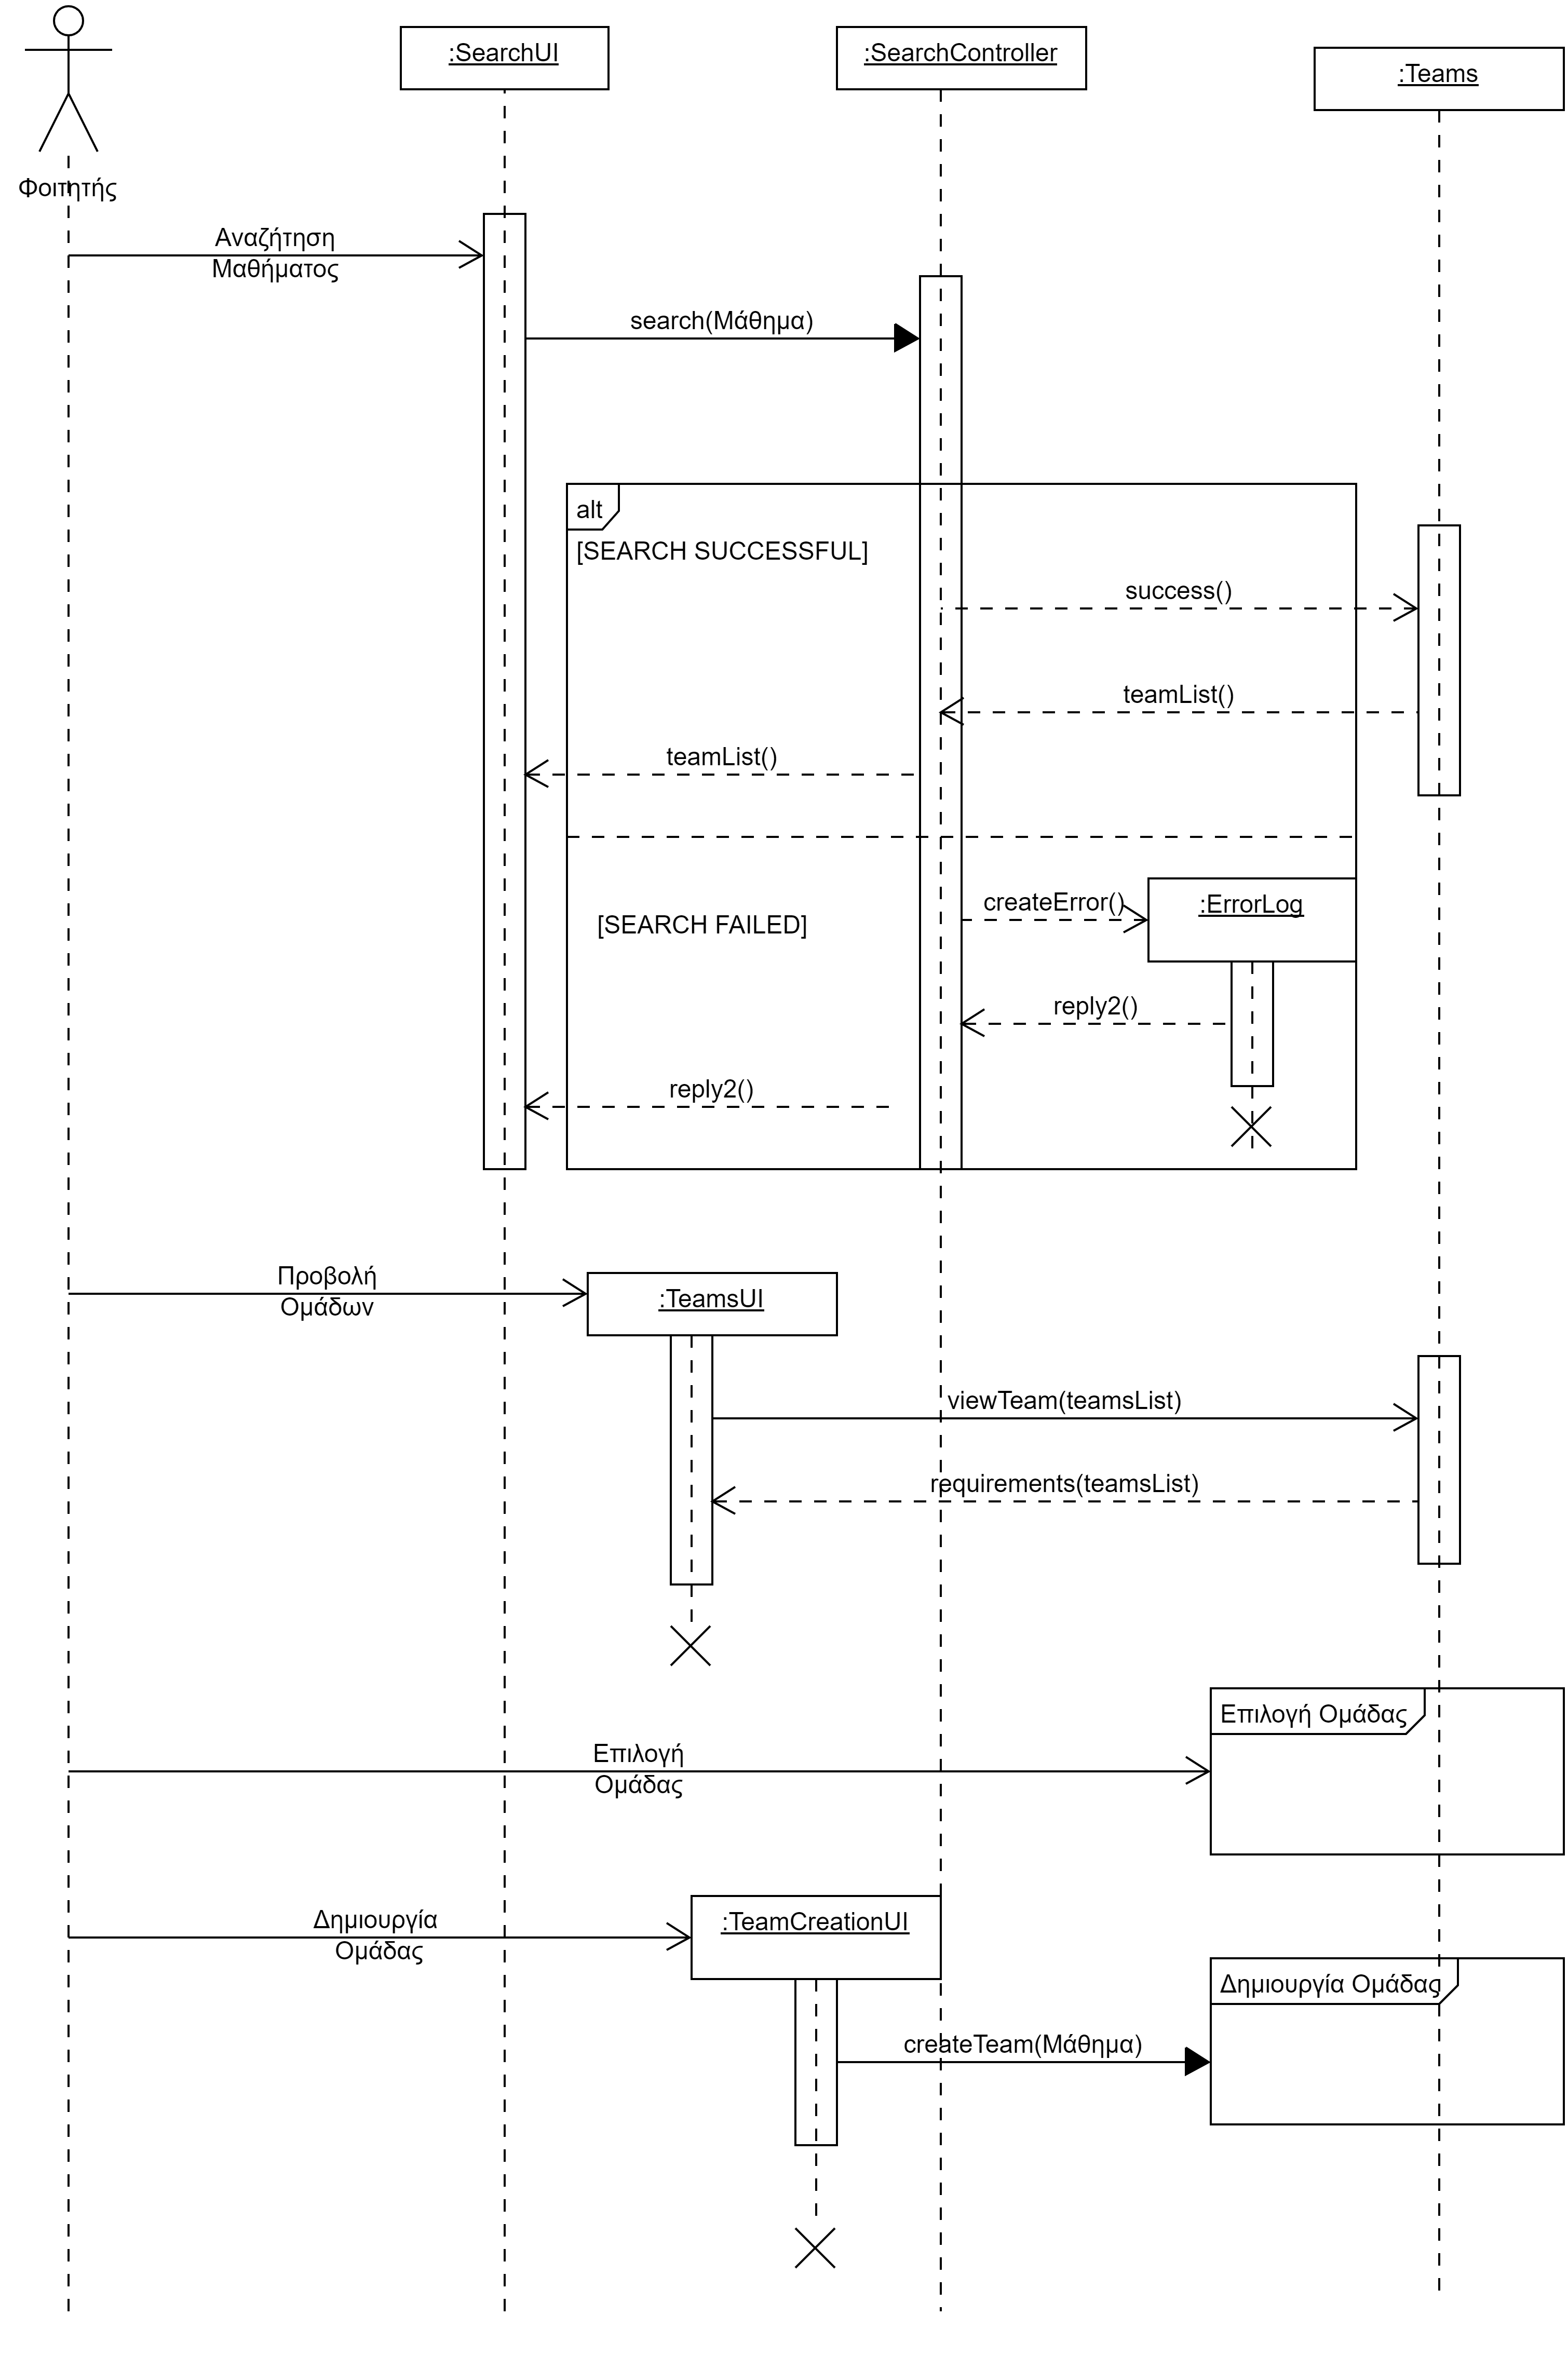 :SearchUI
:SearchController
:Teams
Φοιτητής
Αναζήτηση
Μαθήματος
search(Μάθημα)
alt
[SEARCH SUCCESSFUL]
success()
teamList()
teamList()
createError()
:ErrorLog
[SEARCH FAILED]
reply2()
reply2()
Προβολή
Ομάδων
:TeamsUI
viewTeam(teamsList)
requirements(teamsList)
Επιλογή Ομάδας
Επιλογή
Ομάδας
Δημιουργία
Ομάδας
:TeamCreationUI
Δημιουργία Ομάδας
createTeam(Μάθημα)